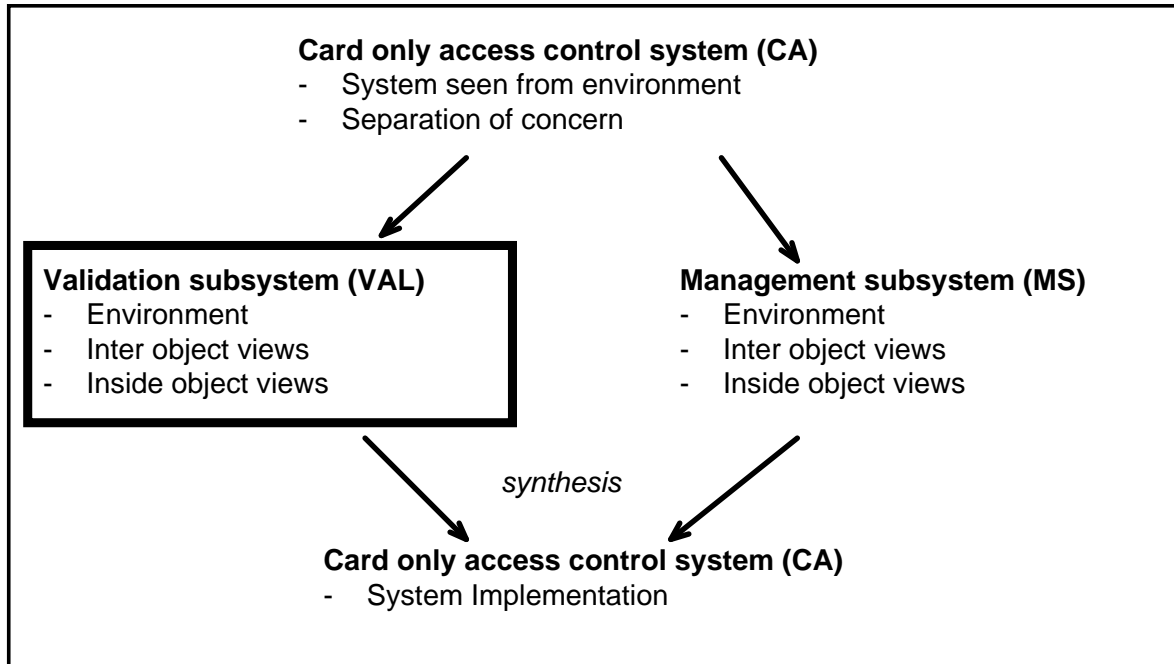 Card only access control system (CA)
- System seen from environment
- Separation of concern
Validation subsystem (VAL)
- Environment
- Inter object views
- Inside object views
Management subsystem (MS)
- Environment
- Inter object views
- Inside object views
synthesis
Card only access control system (CA)
- System Implementation